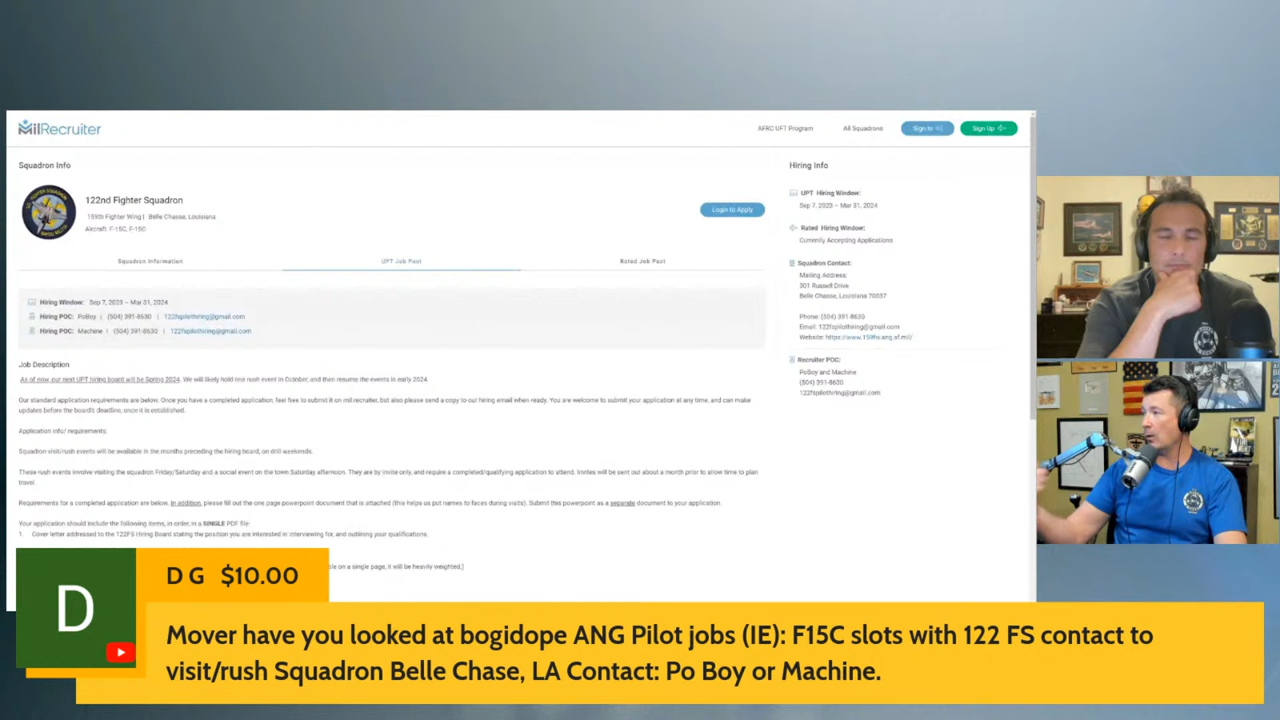 MilRecruiter
AFRC UFT Program
All Squadrons
Sign In
Sign Up
Squadron Info
122nd Fighter Squadron
159th Fighter Wing | Belle Chasse, Louisiana
Aircraft: F-15C, F-15D
Login to Apply
Squadron Information
UPT Job Post
Rated Job Post
Hiring Window: Sep 7, 2023 – Mar 31, 2024
Hiring POC: PoBoy | (504) 391-8630 | 122fspilothiring@gmail.com
Hiring POC: Machine | (504) 391-8630 | 122fspilothiring@gmail.com
Job Description
As of now, our next UPT hiring board will be Spring 2024. We will likely hold one rush event in October, and then resume the events in early 2024.
Our standard application requirements are below. Once you have a completed application, feel free to submit it on mil recruiter, but also please send a copy to our hiring email when ready. You are welcome to submit your application at any time, and can make
updates before the board's deadline, once it is established.
Application info/ requirements:
Squadron visit/rush events will be available in the months preceding the hiring board, on drill weekends.
These rush events involve visiting the squadron Friday/Saturday and a social event on the town Saturday afternoon. They are by invite only, and require a completed/qualifying application to attend. Invites will be sent out about a month prior to allow time to plan
travel.
Requirements for a completed application are below. In addition, please fill out the one page powerpoint document that is attached (this helps us put names to faces during visits). Submit this powerpoint as a separate document to your application.
Your application should include the following items, in order, in a SINGLE PDF file:
1. Cover letter addressed to the 122FS Hiring Board stating the position you are interested in interviewing for, and outlining your qualifications.
on a single page, it will be heavily weighted.)
Hiring Info
UPT Hiring Window:
Sep 7, 2023 – Mar 31, 2024
Rated Hiring Window:
Currently Accepting Applications
Squadron Contact:
Mailing Address:
301 Russell Drive
Belle Chasse, Louisiana 70037
Phone: (504) 391-8630
Email: 122fspilothiring@gmail.com
Website: https://www.159fw.ang.af.mil/
Recruiter POC:
PoBoy and Machine
(504) 391-8630
122fspilothiring@gmail.com
D
D G $10.00
Mover have you looked at bogidope ANG Pilot jobs (IE): F15C slots with 122 FS contact to
visit/rush Squadron Belle Chase, LA Contact: Po Boy or Machine.